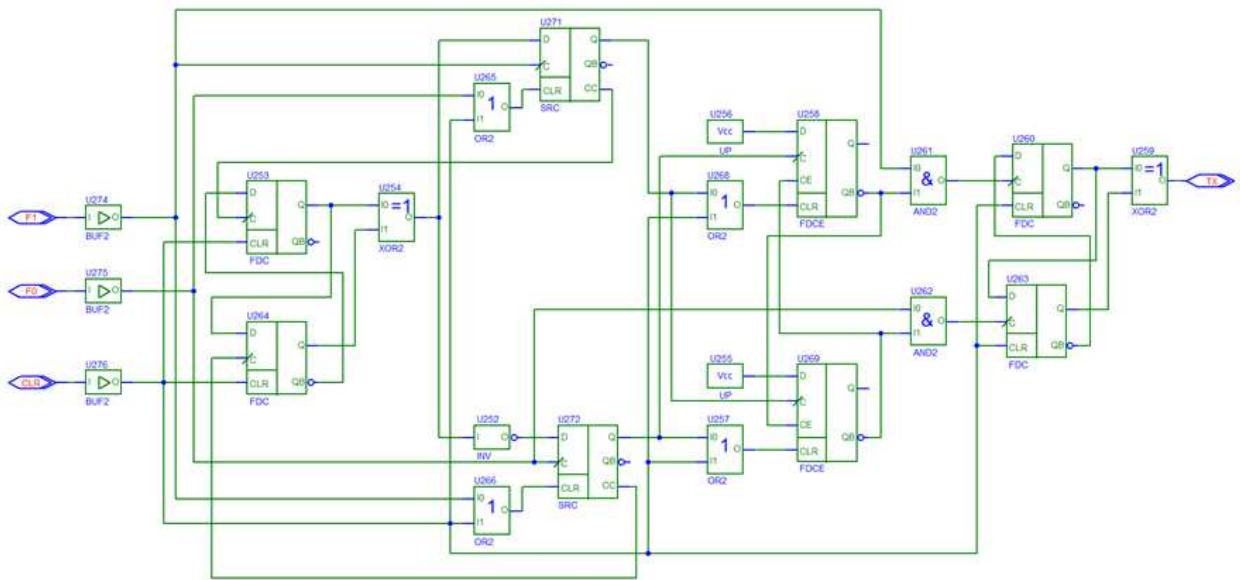 U271
D
Q
C
QB
CLR
CC
SRC
U265
I0
1
O
I1
OR2
U256
Vcc
UP
U258
D
Q
C
CE
QB
CLR
FDCE
U261
I0
&
O
I1
AND2
U260
D
Q
C
CLR
QB
FDC
U259
I0
=1
O
I1
XOR2
TX
U253
D
Q
C
CLR
QB
FDC
U254
I0
=1
O
I1
XOR2
U268
I0
1
O
I1
OR2
F1
U274
I
O
BUF2
F0
U275
I
O
BUF2
CLR
U276
I
O
BUF2
U264
D
Q
C
CLR
QB
FDC
U262
I0
&
O
I1
AND2
U263
D
Q
C
CLR
QB
FDC
U255
Vcc
UP
U269
D
Q
C
CE
QB
CLR
FDCE
U252
I
O
INV
U272
D
Q
C
QB
CLR
CC
SRC
U257
I0
1
O
I1
OR2
U266
I0
1
O
I1
OR2